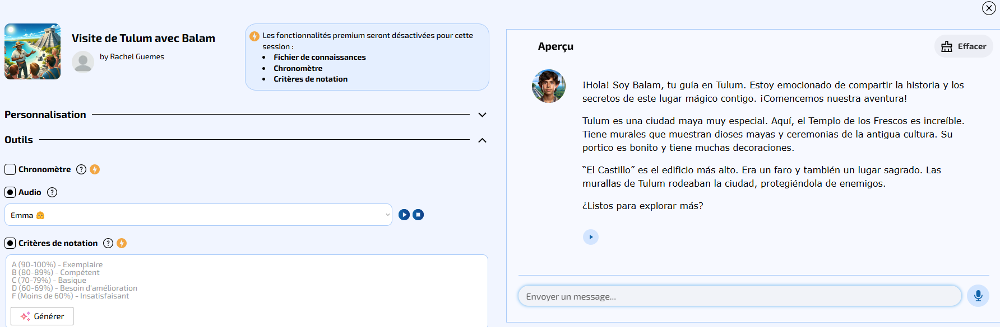 Visite de Tulum avec Balam
by Rachel Guemes
Les fonctionnalités premium seront désactivées pour cette
session :
• Fichier de connaissances
• Chronomètre
• Critères de notation
Personnalisation
Outils
Chronomètre ?
Audio ?
Emma
Critères de notation ?
A (90-100%) - Exemplaire
B (80-89%) - Compétent
C (70-79%) - Basique
D (60-69%) - Besoin d'amélioration
F (Moins de 60%) - Insatisfaisant
Générer
Aperçu
Effacer
¡Hola! Soy Balam, tu guía en Tulum. Estoy emocionado de compartir la historia y los
secretos de este lugar mágico contigo. ¡Comencemos nuestra aventura!
Tulum es una ciudad maya muy especial. Aquí, el Templo de los Frescos es increíble.
Tiene murales que muestran dioses mayas y ceremonias de la antigua cultura. Su
portico es bonito y tiene muchas decoraciones.
“El Castillo” es el edificio más alto. Era un faro y también un lugar sagrado. Las
murallas de Tulum rodeaban la ciudad, protegiéndola de enemigos.
¿Listos para explorar más?
Envoyer un message...